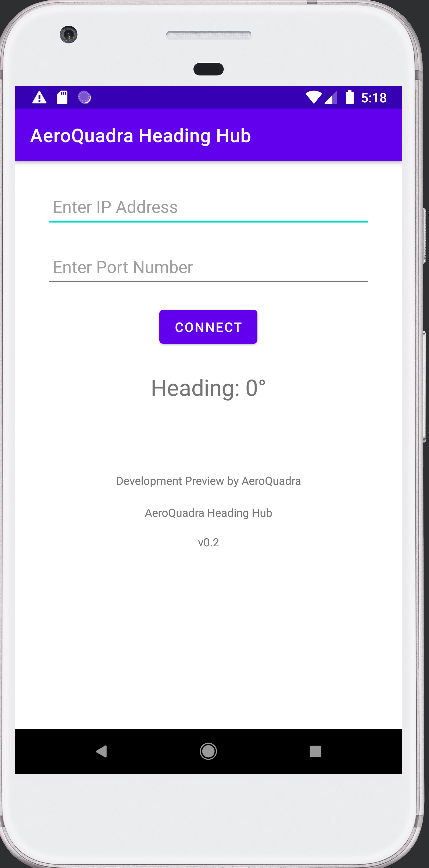 5:18
AeroQuadra Heading Hub
Enter IP Address
Enter Port Number
CONNECT
Heading: 0°
Development Preview by AeroQuadra
AeroQuadra Heading Hub
v0.2